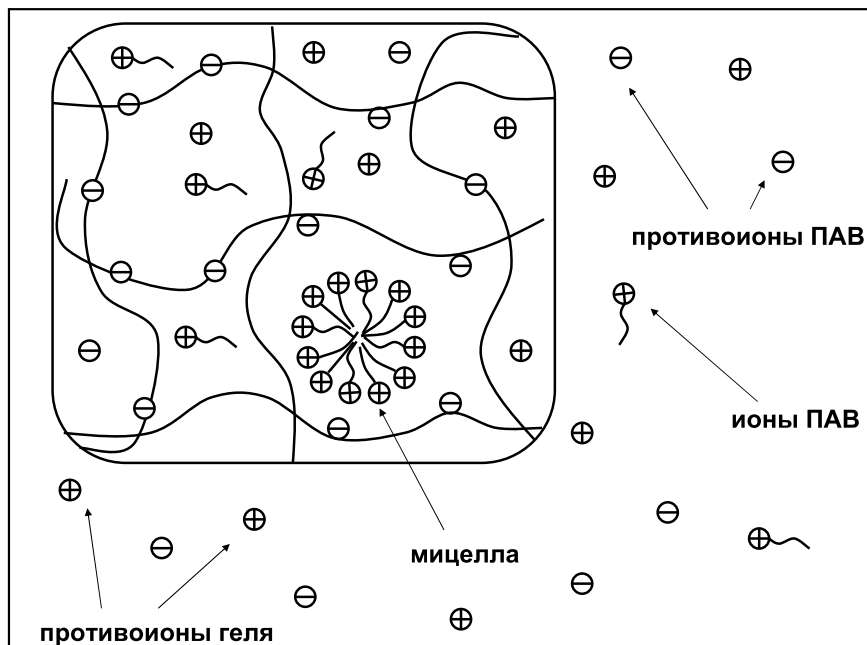 противоионы ПАВ
ионы ПАВ
мицелла
противоионы геля